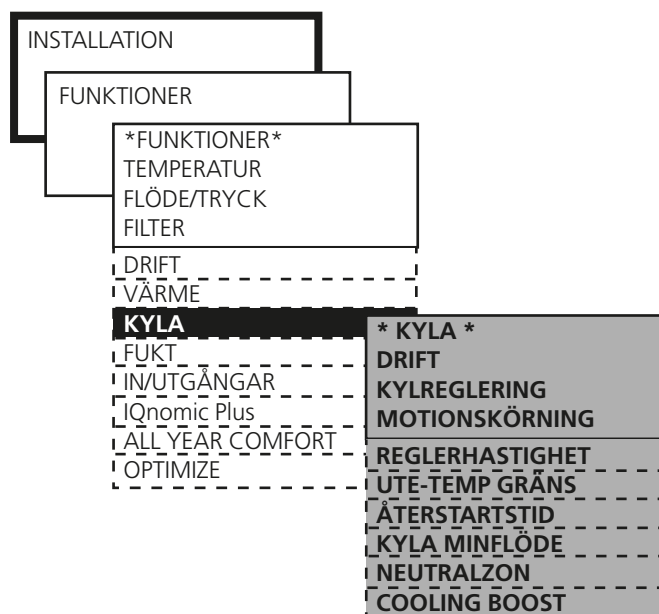 INSTALLATION
FUNKTIONER
*FUNKTIONER*
TEMPERATUR
FLÖDE/TRYCK
FILTER
DRIFT
VÄRME
KYLA
FUKT
IN/UTGÅNGAR
IQnomic Plus
ALL YEAR COMFORT
OPTIMIZE
* KYLA *
DRIFT
KYLREGLERING
MOTIONSKÖRNING
REGLERHASTIGHET
UTE-TEMP GRÄNS
ÅTERSTARTSTID
KYLA MINFLÖDE
NEUTRALZON
COOLING BOOST